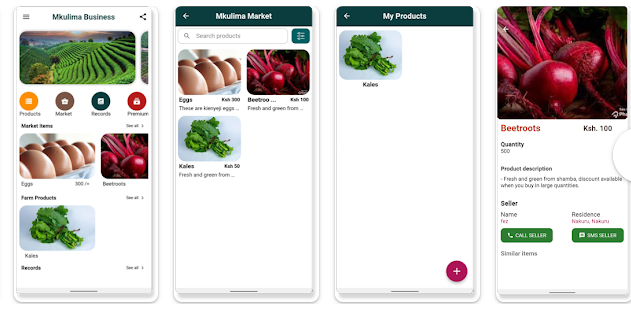 Mkulima Business
Products
Market
Records
Premium
Market Items
See all
Eggs
300 /=
Beetroots
Farm Products
See all
Kales
Records
See all
Mkulima Market
Search products
Eggs
Ksh 300
These are kienyeji eggs ...
Beetroo ...
Ksh 100
Fresh and green from ...
Kales
Ksh 50
Fresh and green from ...
My Products
Kales
Beetroots
Ksh. 100
Quantity
500
Product description
- Fresh and green from shamba, discount available
when you buy in large quantities.
Seller
Name
Residence
fez
Nakuru, Nakuru
CALL SELLER
SMS SELLER
Similar Items